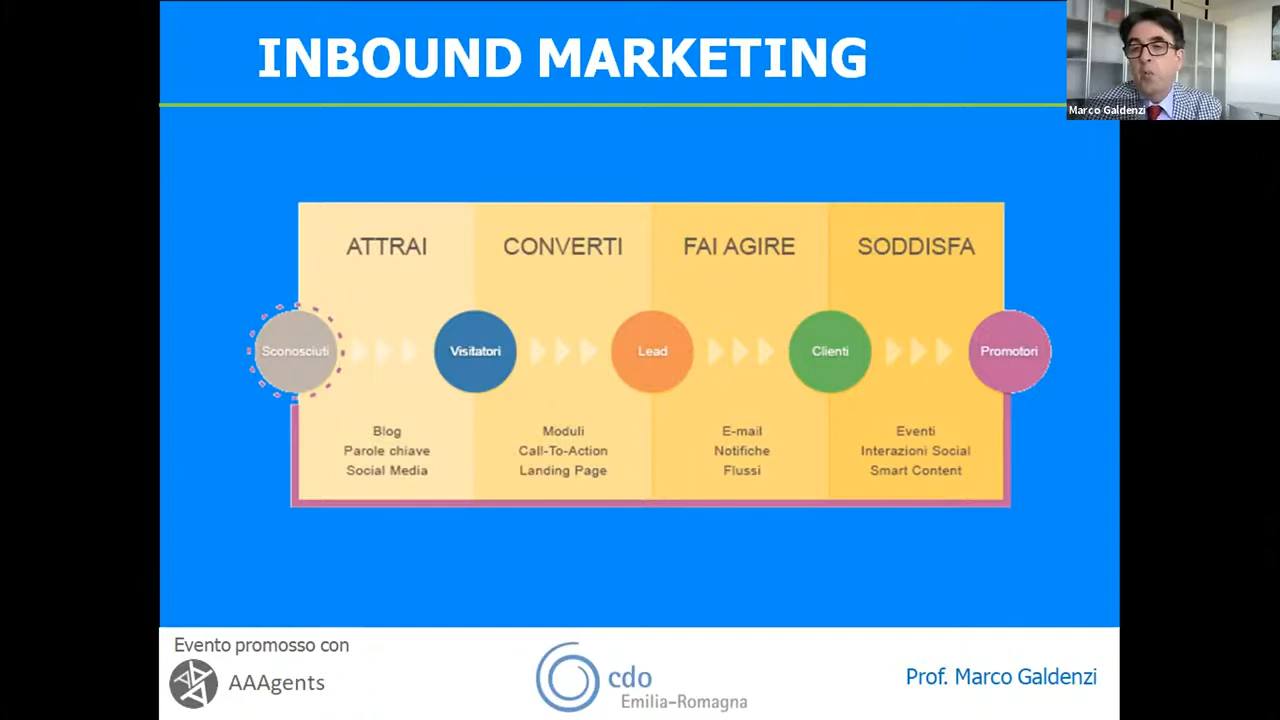 INBOUND MARKETING
Marco Galdenzi
ATTRAI
CONVERTI
FAI AGIRE
SODDISFA
Sconosciuti
Visitatori
Lead
Clienti
Promotori
Blog
Parole chiave
Social Media
Moduli
Call-To-Action
Landing Page
E-mail
Notifiche
Flussi
Eventi
Interazioni Social
Smart Content
Evento promosso con
AAAgents
cdo
Emilia-Romagna
Prof. Marco Galdenzi